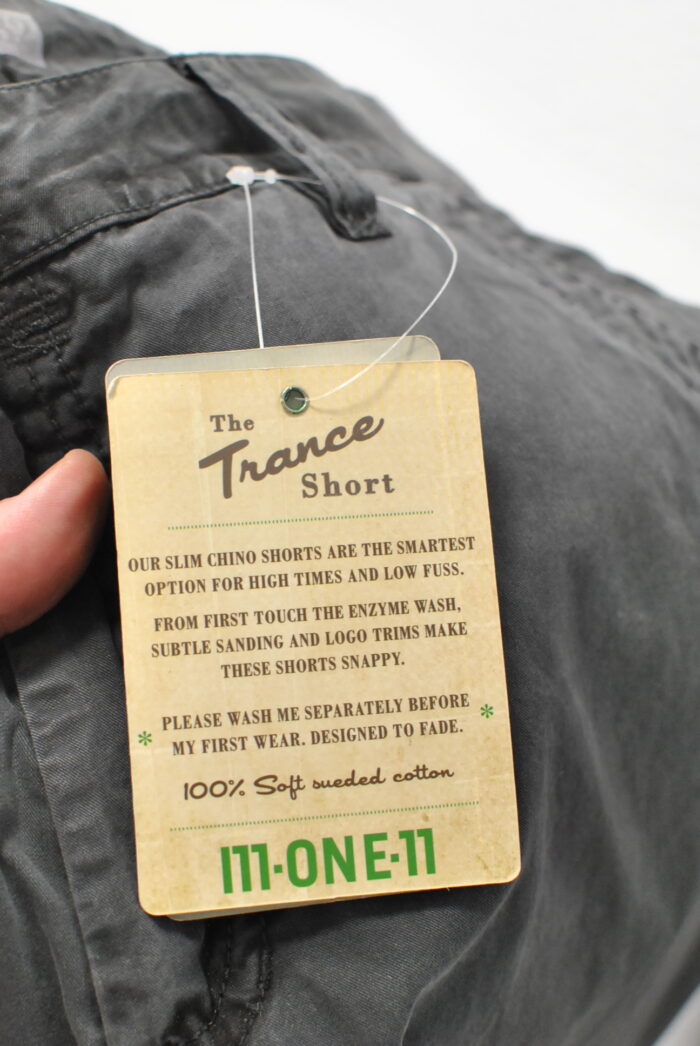 The
Trance
Short
OUR SLIM CHINO SHORTS ARE THE SMARTEST
OPTION FOR HIGH TIMES AND LOW FUSS.
FROM FIRST TOUCH THE ENZYME WASH,
SUBTLE SANDING AND LOGO TRIMS MAKE
THESE SHORTS SNAPPY.
* PLEASE WASH ME SEPARATELY BEFORE *
MY FIRST WEAR. DESIGNED TO FADE.
100% Soft sueded cotton
111·ONE·11